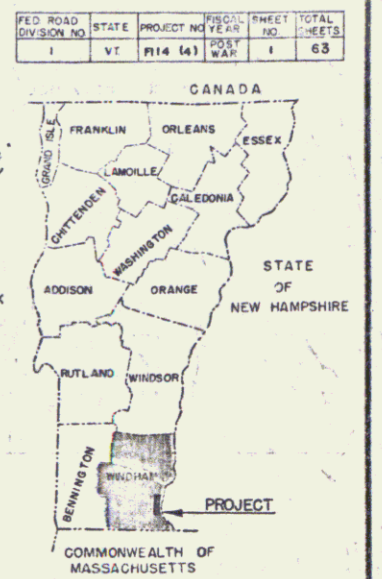 FED ROAD DIVISION NO. STATE PROJECT NO FISCAL YEAR SHEET NO. TOTAL SHEETS
1 VT. F114 (4) POST WAR 1 63
CANADA
GRAND ISLE
FRANKLIN
ORLEANS
ESSEX
LAMOILLE
CALEDONIA
CHITTENDEN
WASHINGTON
STATE
OF
NEW HAMPSHIRE
ADDISON
ORANGE
RUTLAND
WINDSOR
BENNINGTON
WINDHAM
PROJECT
COMMONWEALTH OF
MASSACHUSETTS